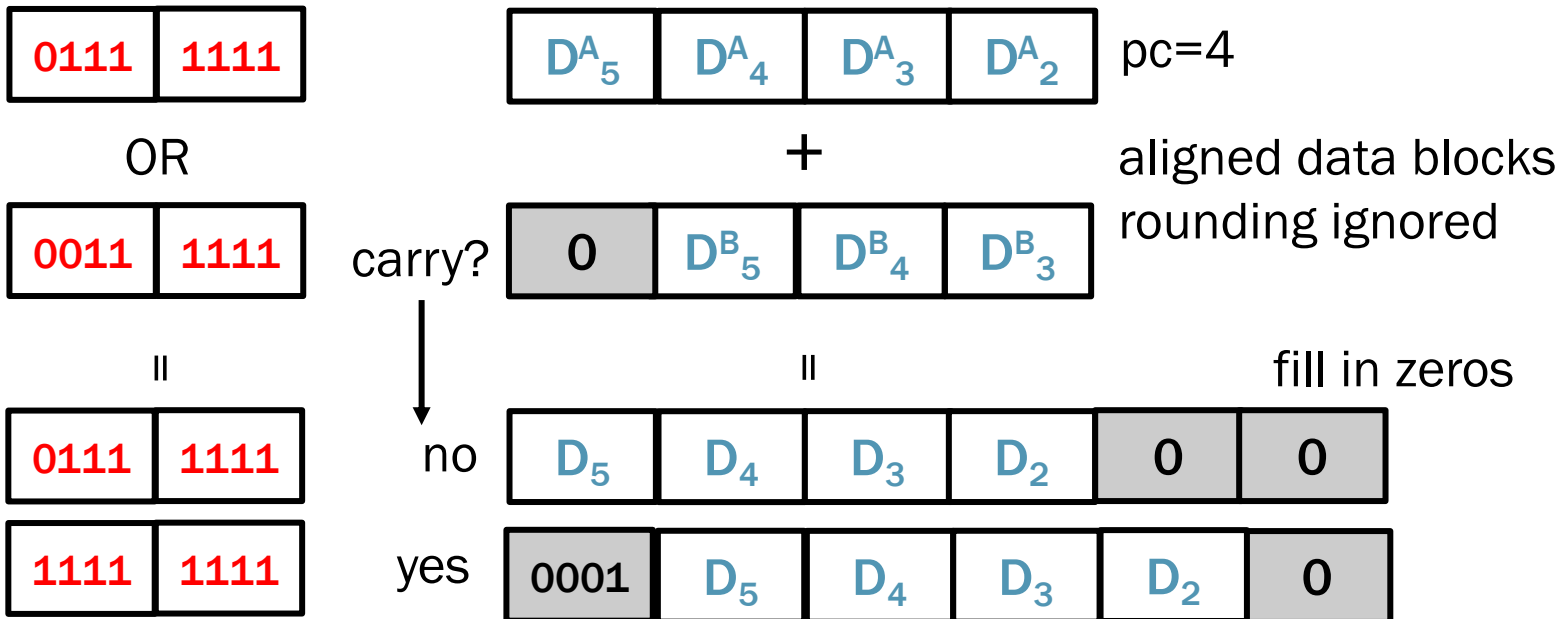 0111 1111 D^A_5 D^A_4 D^A_3 D^A_2 pc=4
OR + aligned data blocks
0011 1111 carry? 0 D^B_5 D^B_4 D^B_3 rounding ignored
= = fill in zeros
0111 1111 no D_5 D_4 D_3 D_2 0 0
1111 1111 yes 0001 D_5 D_4 D_3 D_2 0